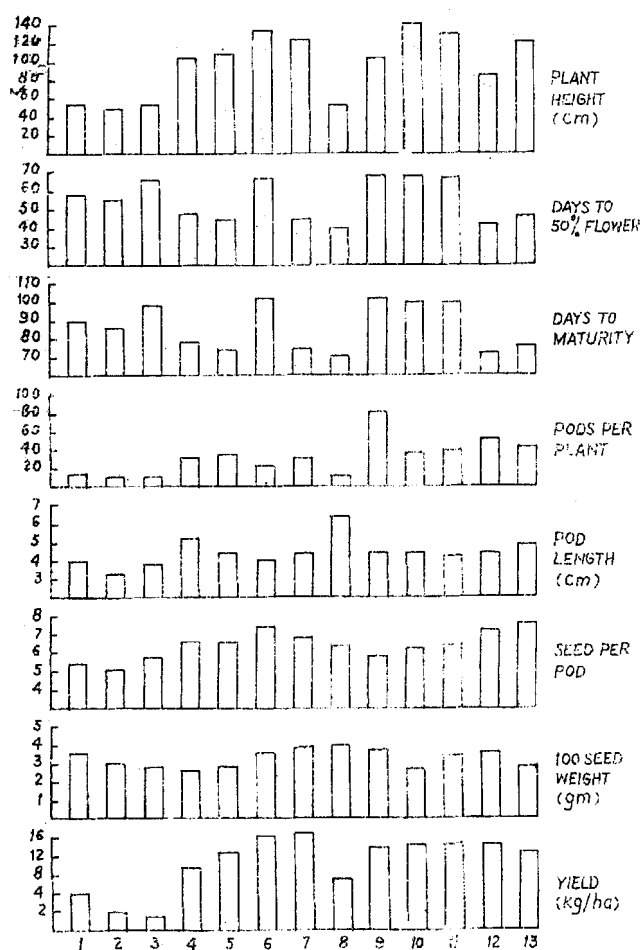 140
120
100
80
60
40
20
PLANT
HEIGHT
(Cm)
70
60
50
40
30
DAYS TO
50% FLOWER
110
100
90
80
70
DAYS TO
MATURITY
100
80
60
40
20
PODS PER
PLANT
7
6
5
4
3
POD
LENGTH
(Cm)
8
7
6
5
4
SEED PER
POD
5
4
3
2
1
100 SEED
WEIGHT
(gm)
16
12
8
4
2
YIELD
(Kg/ha)
1 2 3 4 5 6 7 8 9 10 11 12 13